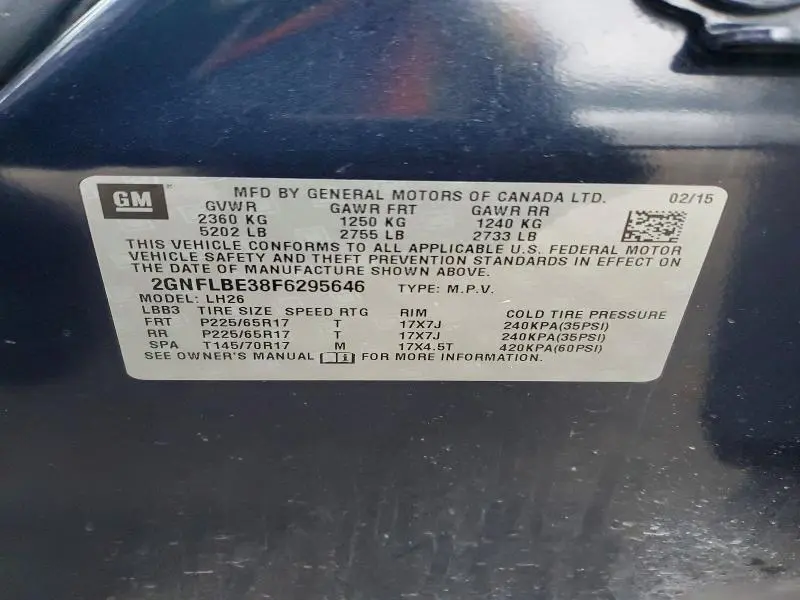 GM MFD BY GENERAL MOTORS OF CANADA LTD. 02/15
GVWR GAWR FRT GAWR RR
2360 KG 1250 KG 1240 KG
5202 LB 2755 LB 2733 LB
THIS VEHICLE CONFORMS TO ALL APPLICABLE U.S. FEDERAL MOTOR
VEHICLE SAFETY AND THEFT PREVENTION STANDARDS IN EFFECT ON THE
DATE OF MANUFACTURE SHOWN ABOVE.
2GNFLBE38F6295646 TYPE: M.P.V.
MODEL: LH26
LBB3 TIRE SIZE SPEED RTG RIM COLD TIRE PRESSURE
FRT P225/65R17 T 17X7J 240KPA(35PSI)
RR P225/65R17 T 17X7J 240KPA(35PSI)
SPA T145/70R17 M 17X4.5T 420KPA(60PSI)
SEE OWNER'S MANUAL FOR MORE INFORMATION.